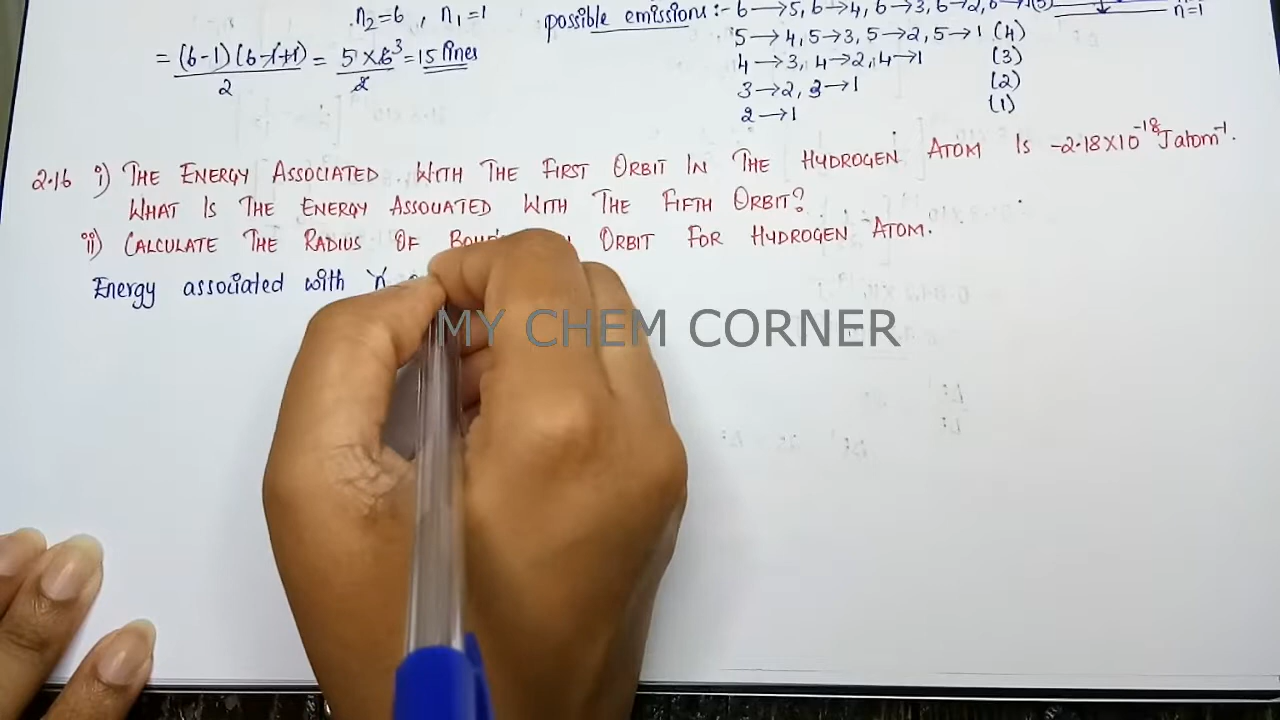 n₂=6 , n₁=1 possible emissions :- 6→5, 6→4, 6→3, 6→2, 6→1(5) n=1
= (6-1)(6-1+1)/2 = 5×6³/2 = 15 lines 5→4, 5→3, 5→2, 5→1 (4)
4→3, 4→2, 4→1 (3)
3→2, 3→1 (2)
2→1 (1)
2.16 i) THE ENERGY ASSOCIATED WITH THE FIRST ORBIT IN THE HYDROGEN ATOM IS -2.18×10⁻¹⁸ J atom⁻¹.
WHAT IS THE ENERGY ASSOCIATED WITH THE FIFTH ORBIT?
ii) CALCULATE THE RADIUS OF ORBIT FOR HYDROGEN ATOM.
Energy associated with 'n'
MY CHEM CORNER